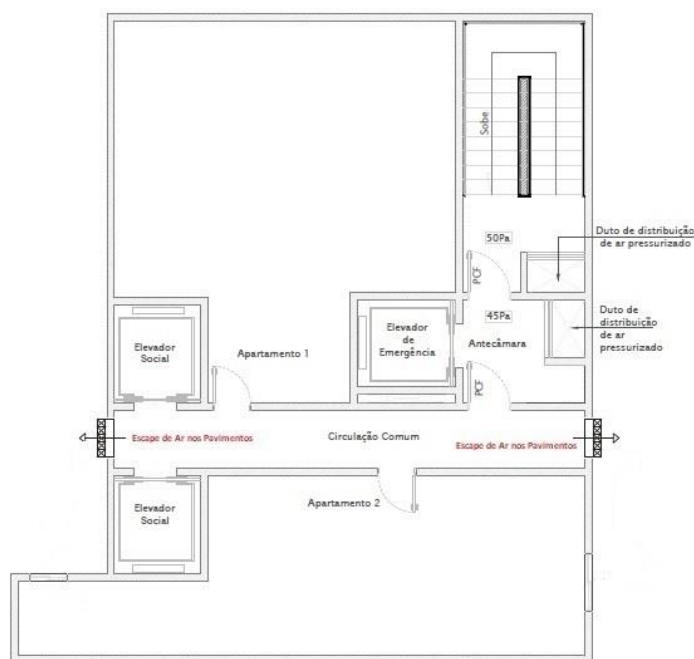 Sobe
50Pa
Duto de distribuição
de ar pressurizado
PCF
45Pa
Elevador
de
Emergência
Antecâmara
Duto de
distribuição
de ar
pressurizado
Elevador
Social
Apartamento 1
PCF
Escape de Ar nos Pavimentos
Circulação Comum
Escape de Ar nos Pavimentos
Elevador
Social
Apartamento 2